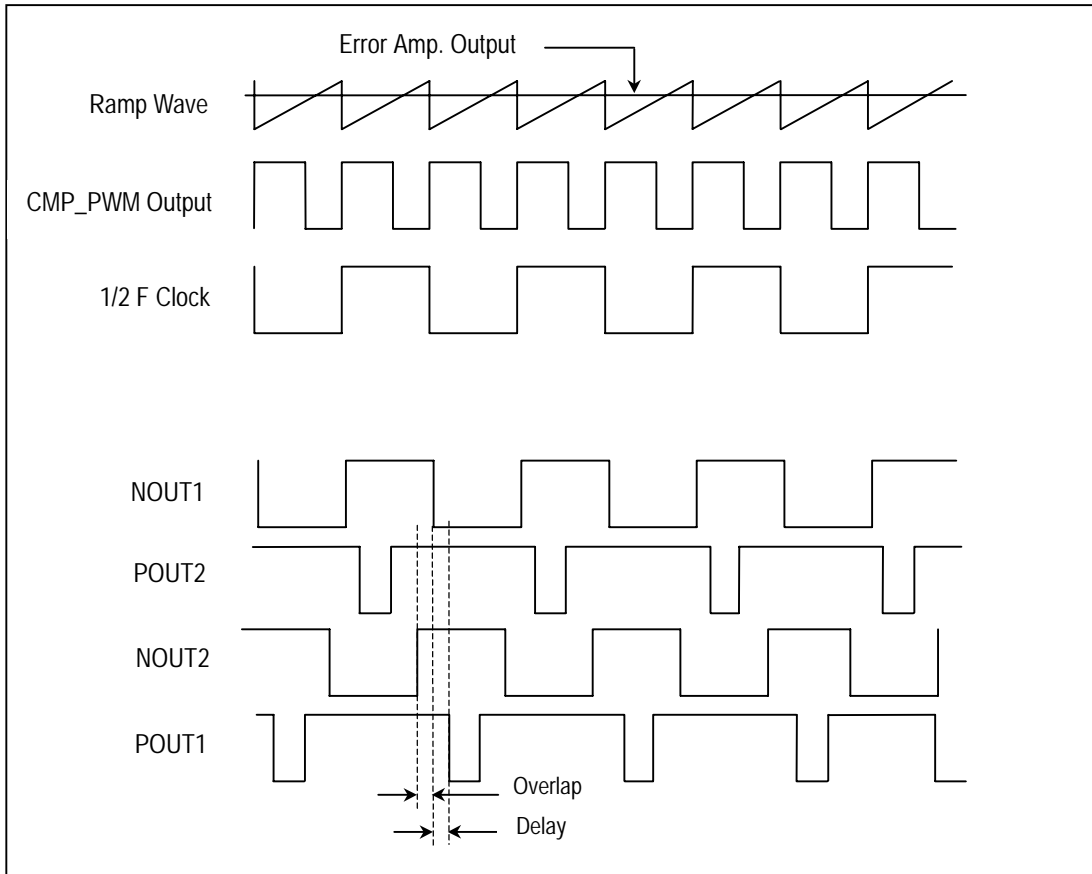 Error Amp. Output
Ramp Wave
CMP_PWM Output
1/2 F Clock
NOUT1
POUT2
NOUT2
POUT1
Overlap
Delay